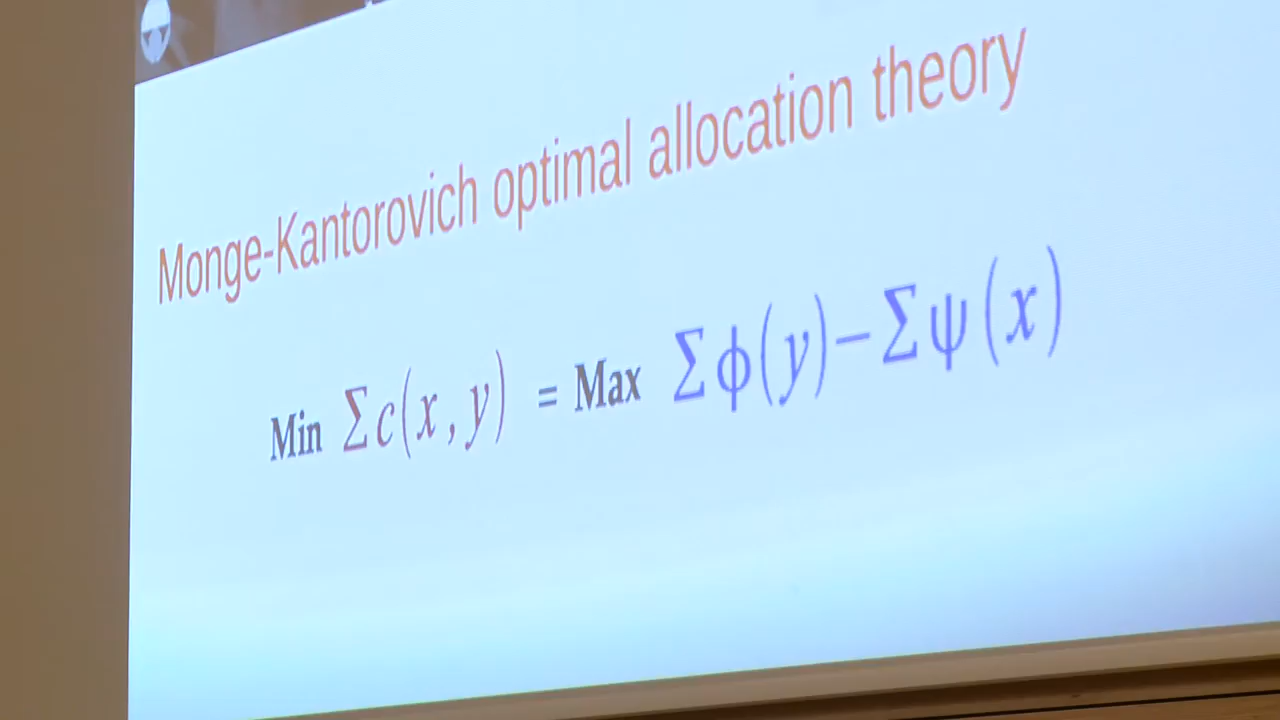 Monge-Kantorovich optimal allocation theory
Min Σc(x,y) = Max Σϕ(y)−Σψ(x)